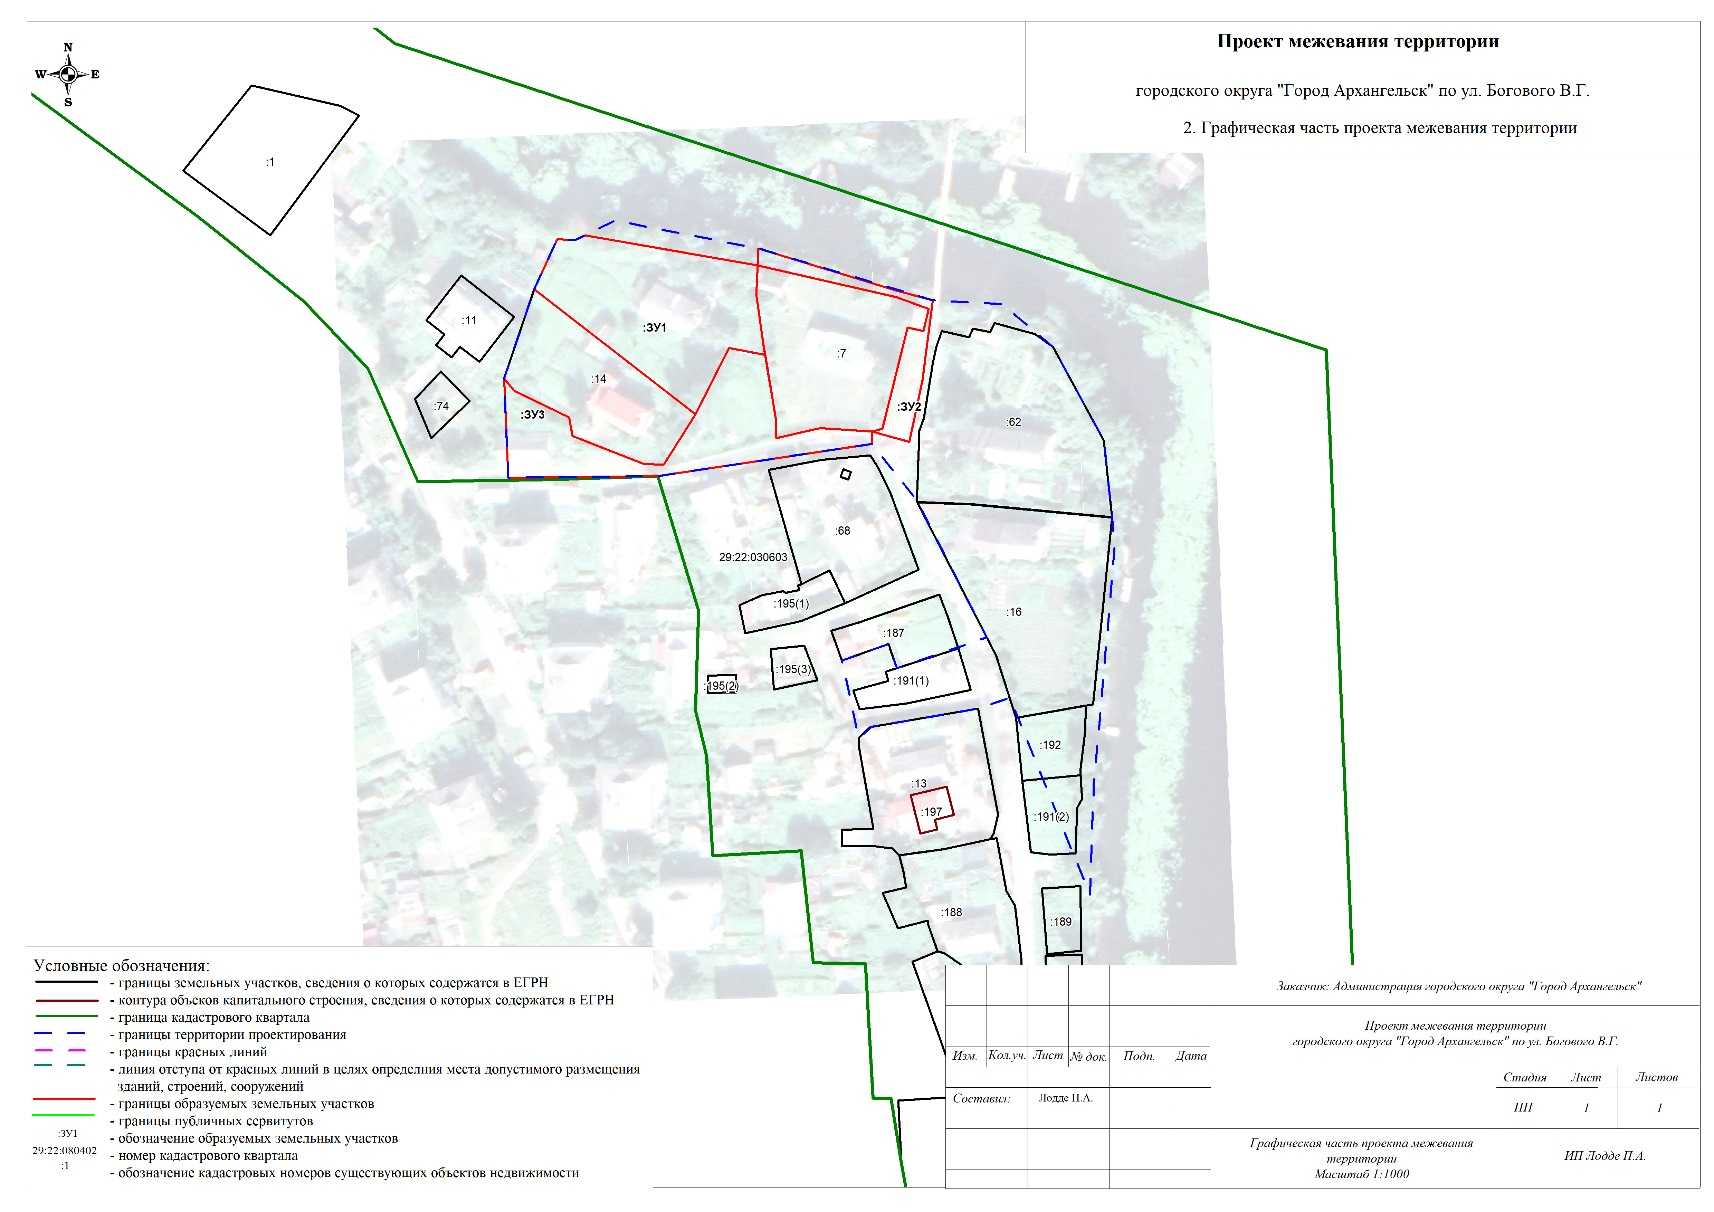 Проект межевания территории
городского округа "Город Архангельск" по ул. Богового В.Г.
2. Графическая часть проекта межевания территории
N
W E
S
:1
:11
:74
:ЗУ1
:14
:ЗУ3
:7
:ЗУ2
:62
:68
29:22:030603
:195(1)
:16
:187
:195(3)
:195(2)
:191(1)
:192
:13
:197
:191(2)
:188
:189
Условные обозначения:
- границы земельных участков, сведения о которых содержатся в ЕГРН
- контура объсков капитального строения, сведения о которых содержатся в ЕГРН
- граница кадастрового квартала
- границы территории проектирования
- границы красных линий
- линия отступа от красных линий в целях определния места допустимого размещения
зданий, строений, сооружений
- границы образуемых земельных участков
- границы публичных сервитутов
:ЗУ1 - обозначение образуемых земельных участков
29:22:080402 - номер кадастрового квартала
:1 - обозначение кадастровых номеров существующих объектов недвижимости
Заказчик: Администрация городского округа "Город Архангельск"
Проект межевания территории
городского округа "Город Архангельск" по ул. Богового В.Г.
Изм. Кол.уч. Лист № док. Подп. Дата
Стадия Лист Листов
Составил: Лодде П.А.
ПП 1 1
Графическая часть проекта межевания
территории
Масштаб 1:1000
ИП Лодде П.А.